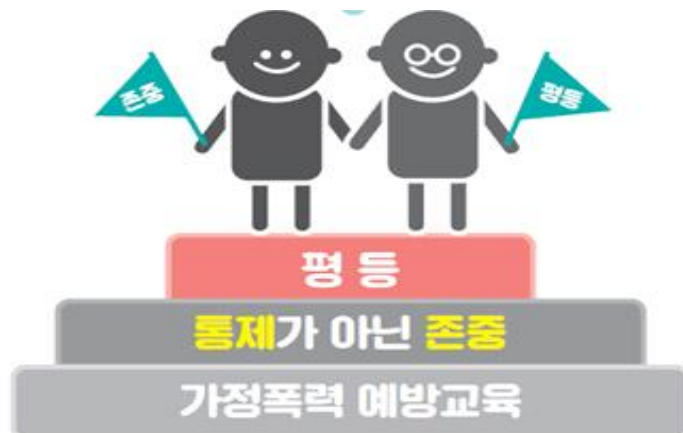 존중
평등
평 등
통제가 아닌 존중
가정폭력 예방교육